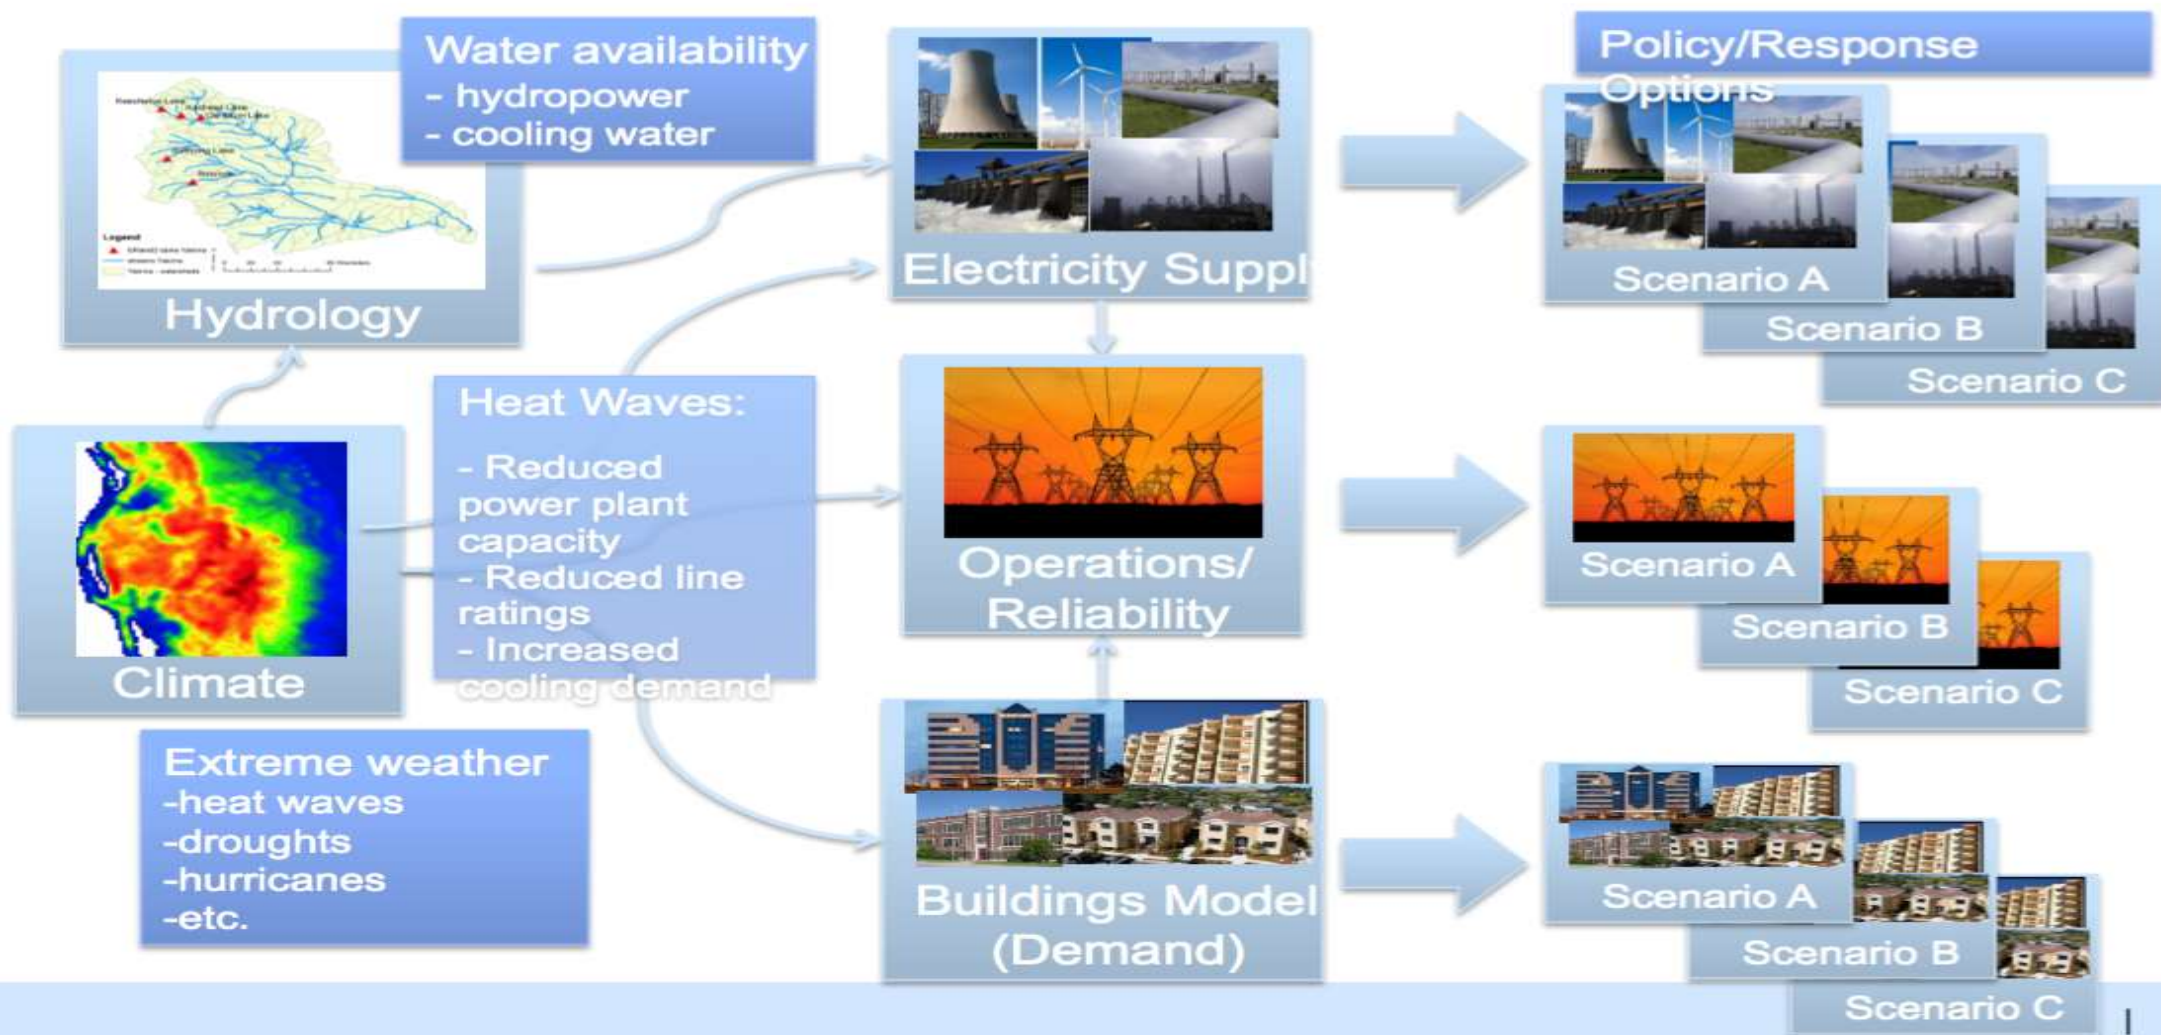 Water availability
- hydropower
- cooling water
Policy/Response
Options
Legend
Hydrology
Electricity Supply
Scenario A
Scenario B
Scenario C
Heat Waves:
- Reduced
power plant
capacity
- Reduced line
ratings
- Increased
cooling demand
Climate
Operations/
Reliability
Scenario A
Scenario B
Scenario C
Extreme weather
-heat waves
-droughts
-hurricanes
-etc.
Buildings Model
(Demand)
Scenario A
Scenario B
Scenario C